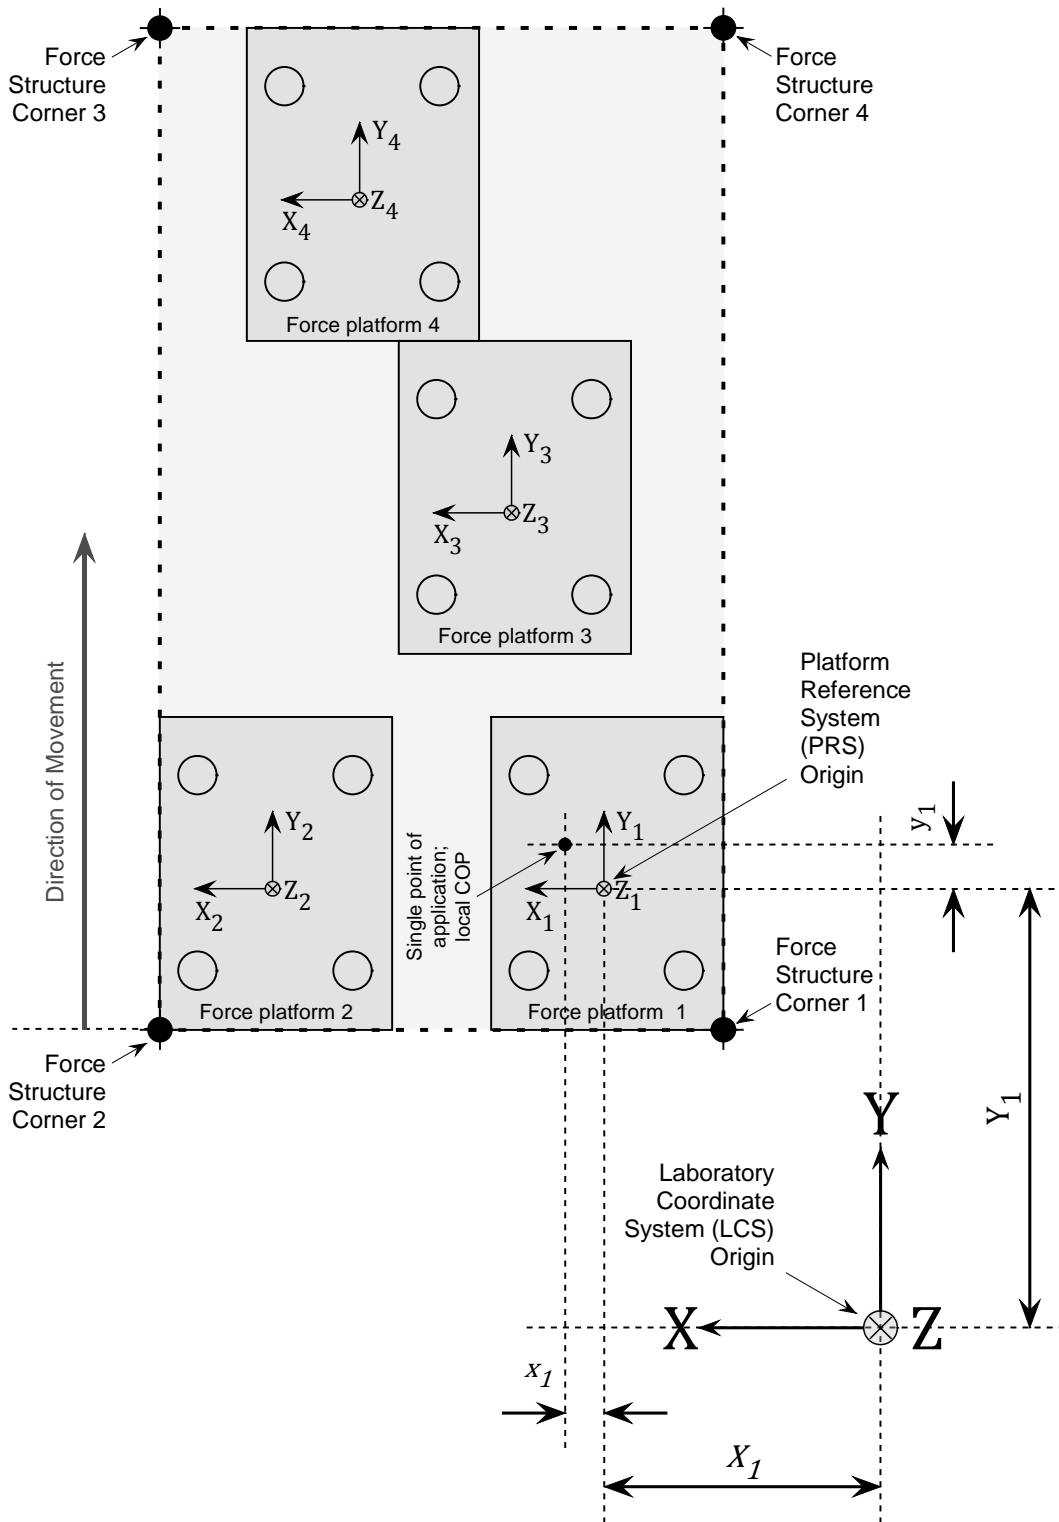 Force
Structure
Corner 3
Force
Structure
Corner 4
Y4
X4
Z4
Force platform 4
Y3
X3
Z3
Force platform 3
Direction of Movement
Platform
Reference
System
(PRS)
Origin
y1
Y2
X2
Z2
Force platform 2
Single point of
application;
local COP
Y1
X1
Z1
Force platform 1
Force
Structure
Corner 1
Force
Structure
Corner 2
Y1
Y
Laboratory
Coordinate
System (LCS)
Origin
X
Z
x1
X1